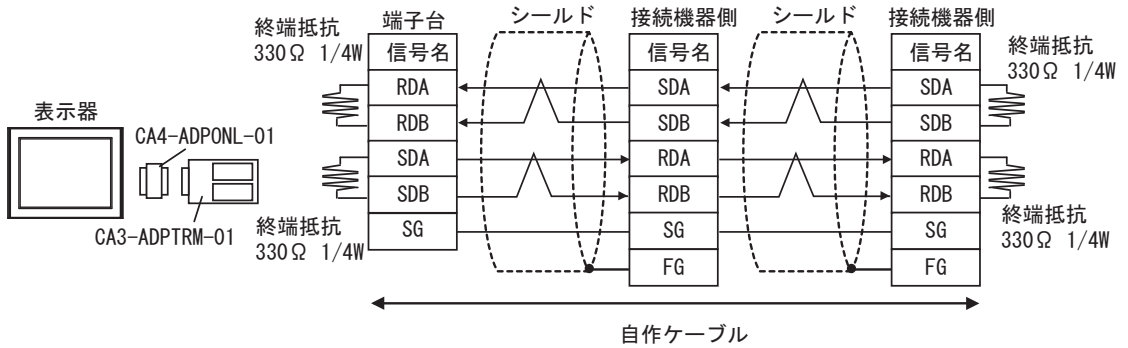 端子台
シールド
接続機器側
シールド
接続機器側
終端抵抗
330Ω 1/4W
信号名
信号名
信号名
終端抵抗
330Ω 1/4W
RDA
SDA
SDA
表示器
RDB
SDB
SDB
CA4-ADPONL-01
SDA
RDA
RDA
SDB
RDB
RDB
CA3-ADPTRM-01
終端抵抗
330Ω 1/4W
SG
SG
SG
終端抵抗
330Ω 1/4W
FG
FG
自作ケーブル